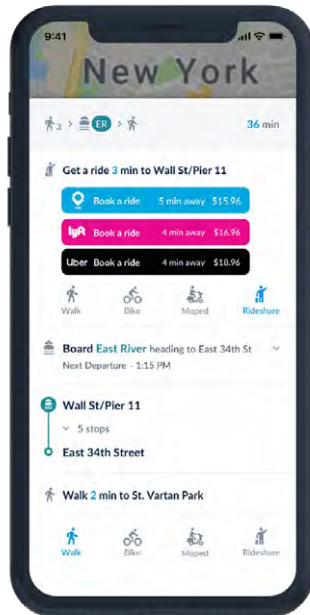 9:41
New York
3 > ER > 36 min
Get a ride 3 min to Wall St/Pier 11
Book a ride 5 min away $15.96
lyft Book a ride 4 min away $16.96
Uber Book a ride 4 min away $18.96
Walk Bike Moped Rideshare
Board East River heading to East 34th St
Next Departure - 1:15 PM
Wall St/Pier 11
5 stops
East 34th Street
Walk 2 min to St. Vartan Park
Walk Bike Moped Rideshare